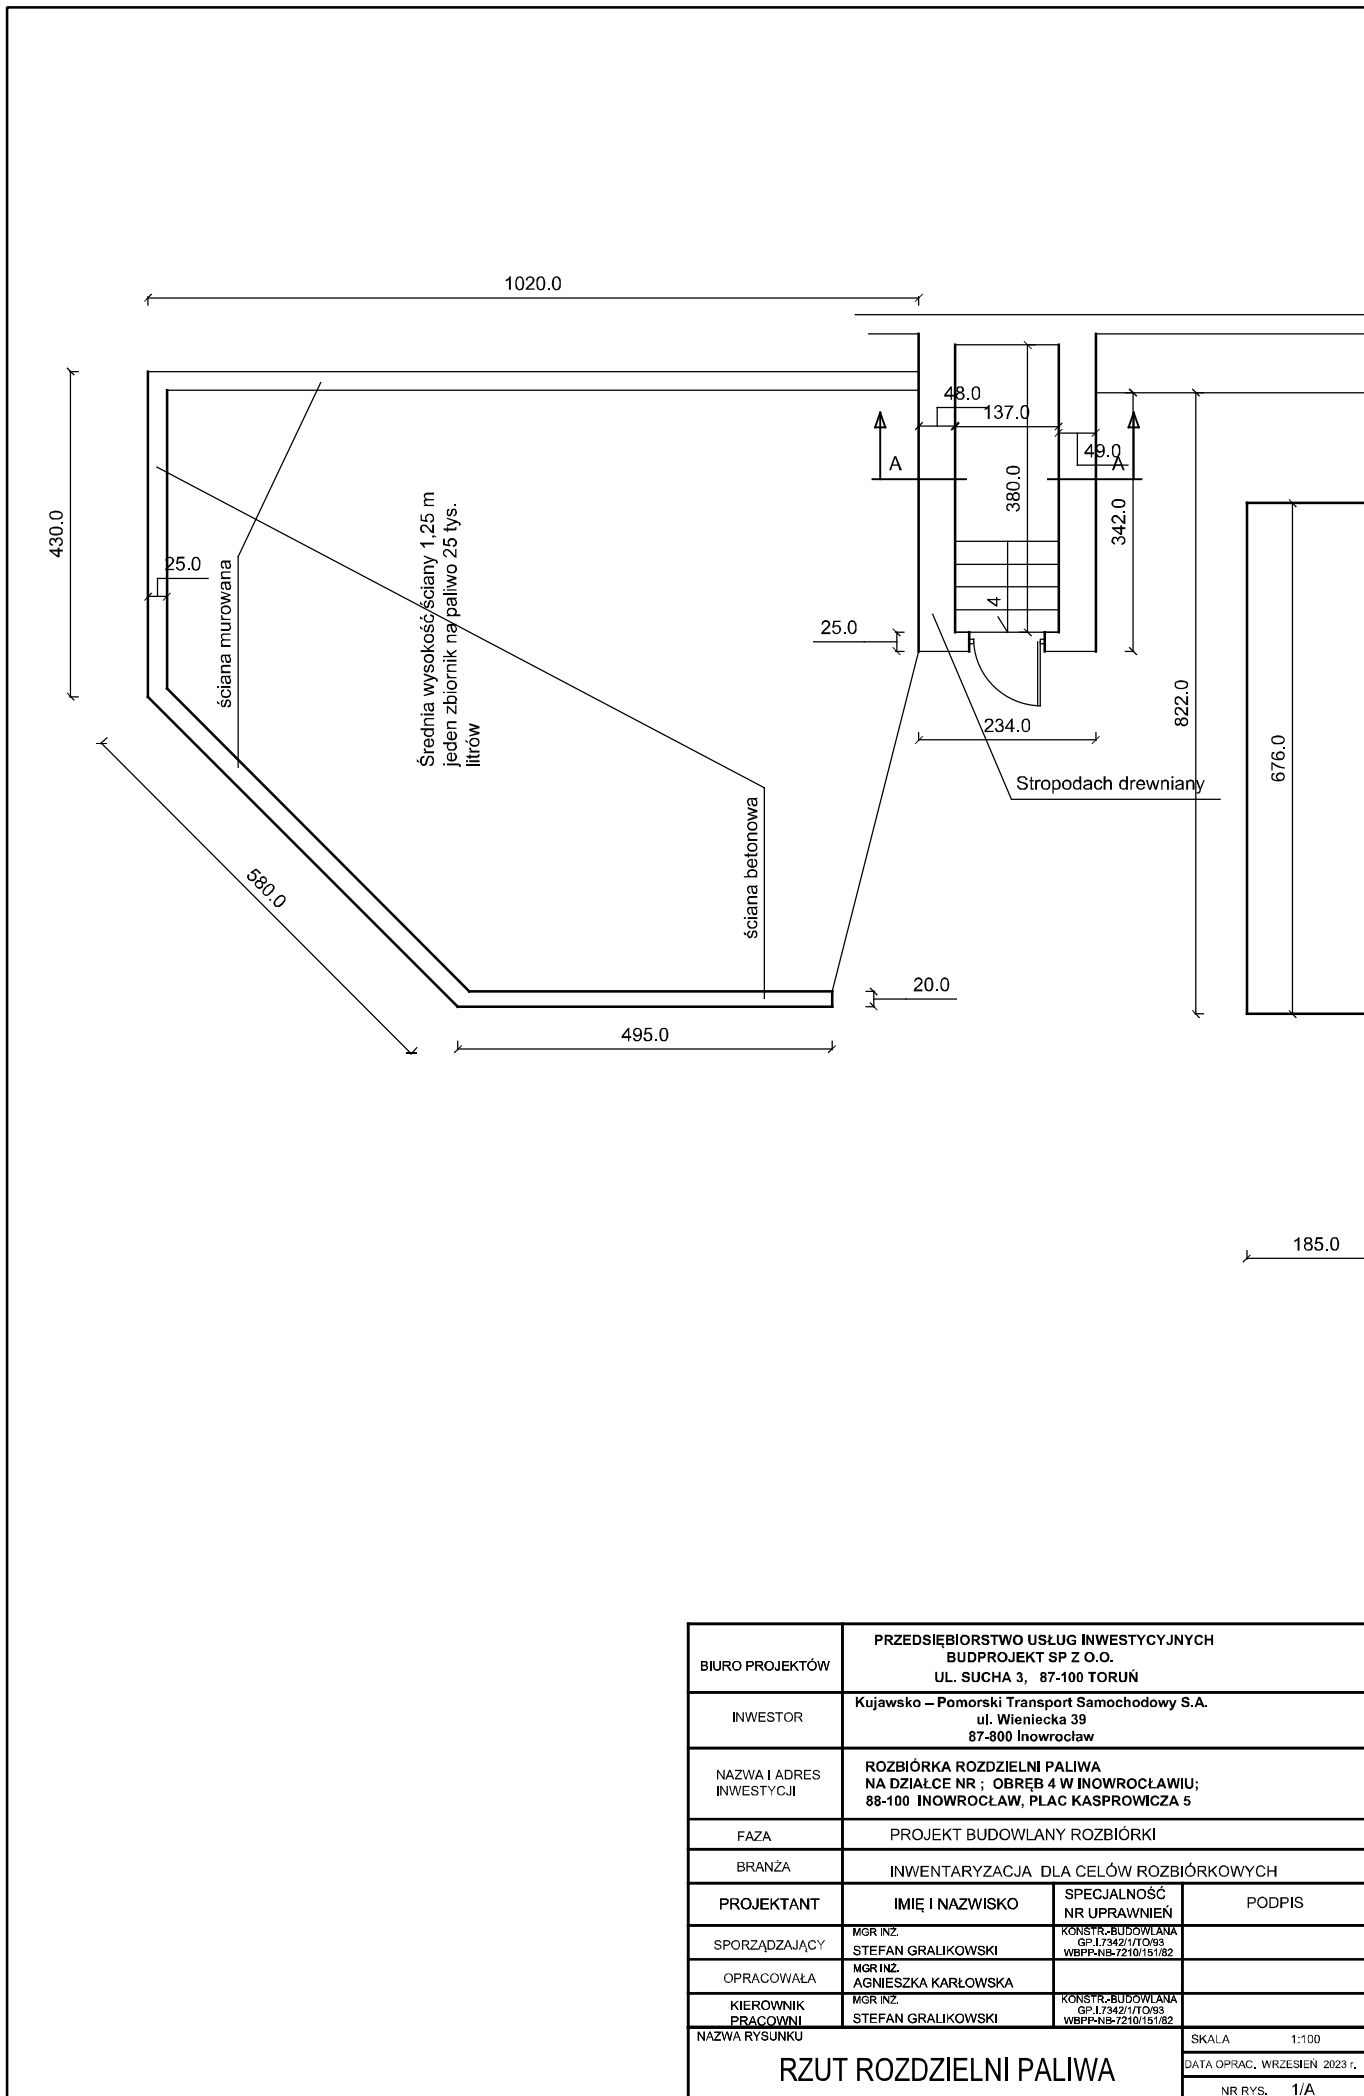 1020.0
48.0
137.0
49.0
A
A
380.0
342.0
430.0
25.0
ściana murowana
Średnia wysokość ściany 1,25 m
jeden zbiornik na paliwo 25 tys.
litrów
4
25.0
234.0
822.0
676.0
Stropodach drewniany
580.0
ściana betonowa
20.0
495.0
185.0
BIURO PROJEKTÓW
PRZEDSIĘBIORSTWO USŁUG INWESTYCYJNYCH
BUDPROJEKT SP Z O.O.
UL. SUCHA 3, 87-100 TORUŃ
INWESTOR
Kujawsko – Pomorski Transport Samochodowy S.A.
ul. Wieniecka 39
87-800 Inowrocław
NAZWA I ADRES
INWESTYCJI
ROZBIÓRKA ROZDZIELNI PALIWA
NA DZIAŁCE NR ; OBRĘB 4 W INOWROCŁAWIU;
88-100 INOWROCŁAW, PLAC KASPROWICZA 5
FAZA
PROJEKT BUDOWLANY ROZBIÓRKI
BRANŻA
INWENTARYZACJA DLA CELÓW ROZBIÓRKOWYCH
PROJEKTANT
IMIĘ I NAZWISKO
SPECJALNOŚĆ
NR UPRAWNIEŃ
PODPIS
SPORZĄDZAJĄCY
MGR INŻ.
STEFAN GRALIKOWSKI
KONSTR.-BUDOWLANA
GP.I.7342/1/TO/93
WBPP-NB-7210/151/82
OPRACOWAŁA
MGR INŻ.
AGNIESZKA KARŁOWSKA
KIEROWNIK
PRACOWNI
MGR INŻ.
STEFAN GRALIKOWSKI
KONSTR.-BUDOWLANA
GP.I.7342/1/TO/93
WBPP-NB-7210/151/82
NAZWA RYSUNKU
RZUT ROZDZIELNI PALIWA
SKALA 1:100
DATA OPRAC. WRZESIEŃ 2023 r.
NR RYS. 1/A